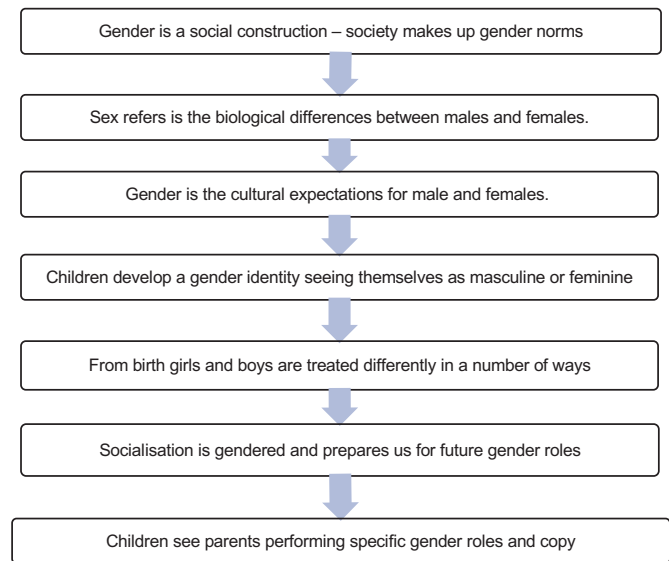 Gender is a social construction – society makes up gender norms
Sex refers is the biological differences between males and females.
Gender is the cultural expectations for male and females.
Children develop a gender identity seeing themselves as masculine or feminine
From birth girls and boys are treated differently in a number of ways
Socialisation is gendered and prepares us for future gender roles
Children see parents performing specific gender roles and copy